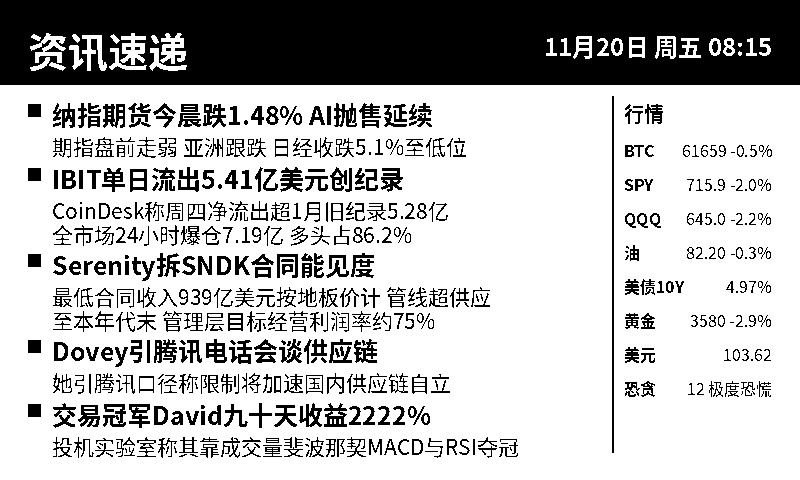 资讯速递
11月20日 周五 08:15
纳指期货今晨跌1.48% AI抛售延续
期指盘前走弱 亚洲跟跌 日经收跌5.1%至低位
IBIT单日流出5.41亿美元创纪录
CoinDesk称周四净流出超1月旧纪录5.28亿
全市场24小时爆仓7.19亿 多头占86.2%
Serenity拆SNDK合同能见度
最低合同收入939亿美元按地板价计 管线超供应
至本年代末 管理层目标经营利润率约75%
Dovey引腾讯电话会谈供应链
她引腾讯口径称限制将加速国内供应链自立
交易冠军David九十天收益2222%
投机实验室称其靠成交量斐波那契MACD与RSI夺冠
行情
BTC 61659 -0.5%
SPY 715.9 -2.0%
QQQ 645.0 -2.2%
油 82.20 -0.3%
美债10Y 4.97%
黄金 3580 -2.9%
美元 103.62
恐贪 12 极度恐慌